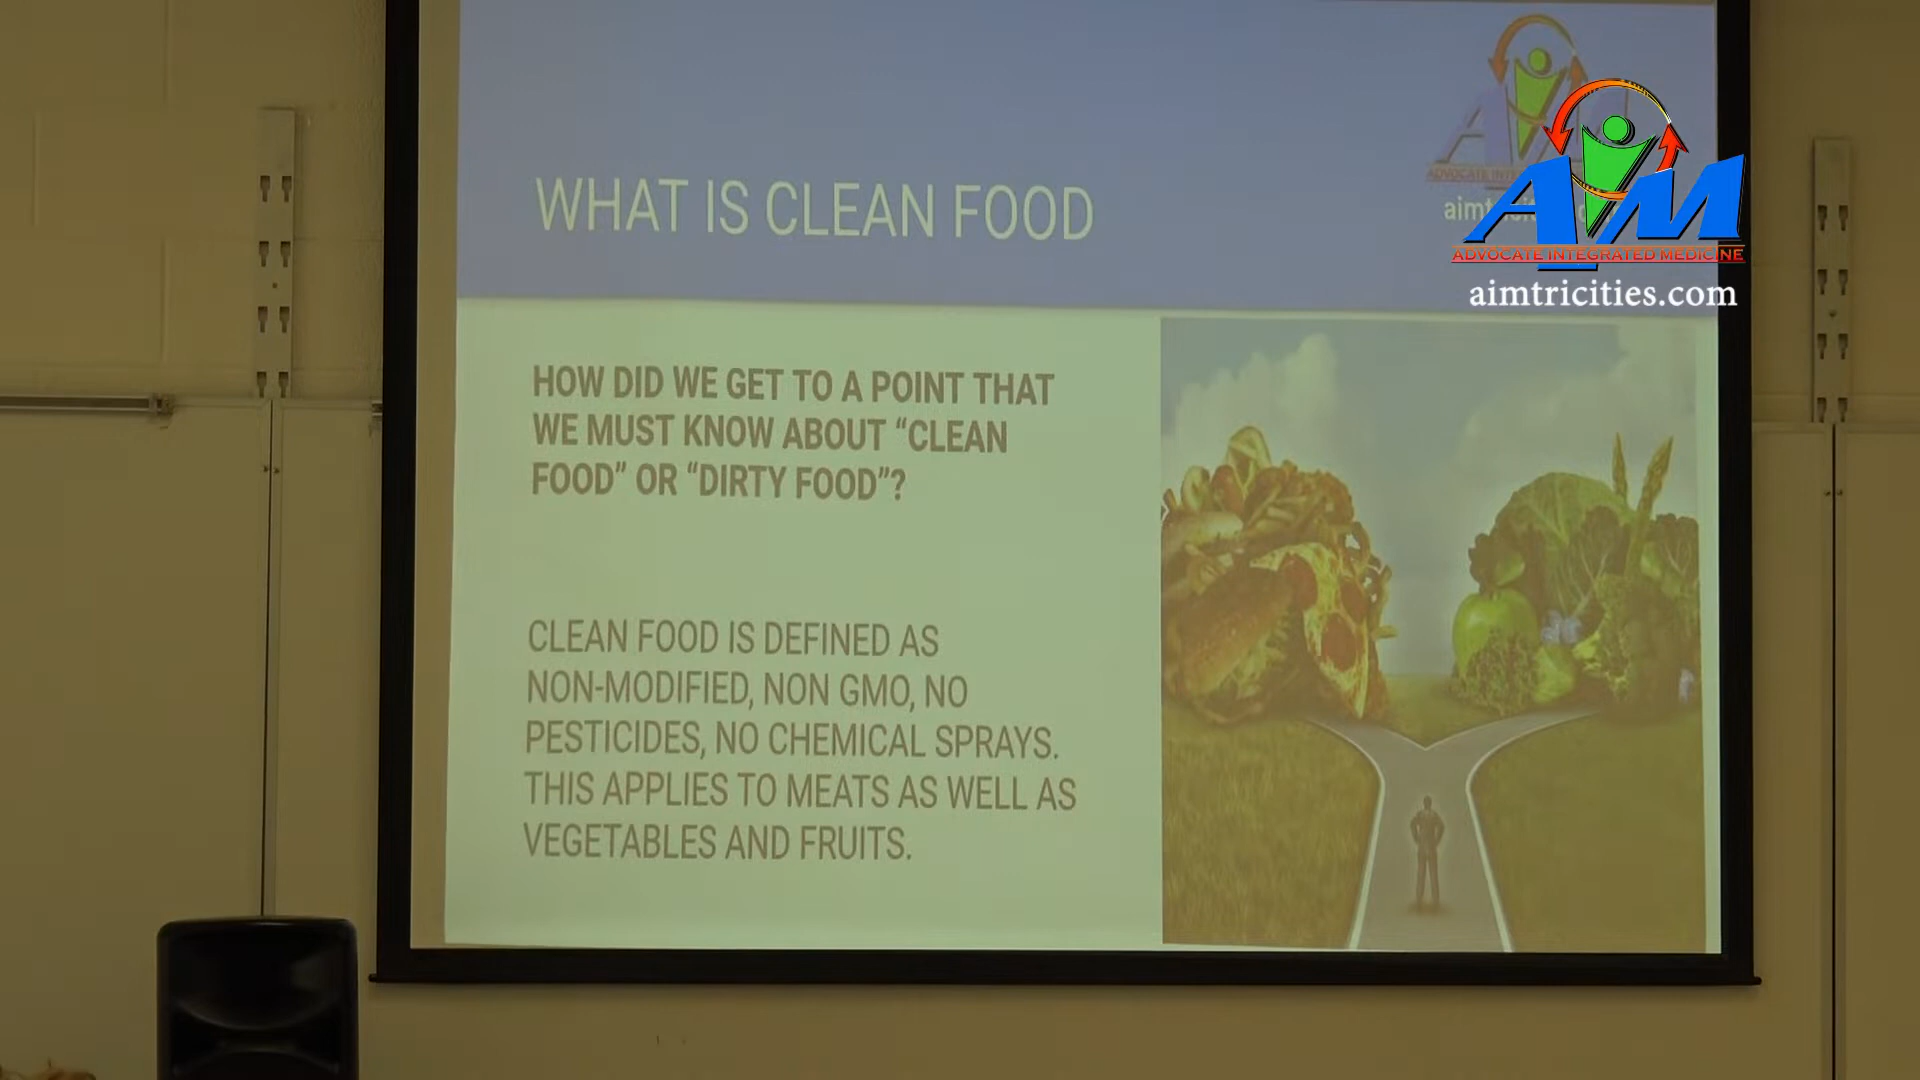 WHAT IS CLEAN FOOD
ADVOCATE INTEGRATED MEDICINE
aimtricities.com
HOW DID WE GET TO A POINT THAT
WE MUST KNOW ABOUT “CLEAN
FOOD” OR “DIRTY FOOD”?
CLEAN FOOD IS DEFINED AS
NON-MODIFIED, NON GMO, NO
PESTICIDES, NO CHEMICAL SPRAYS.
THIS APPLIES TO MEATS AS WELL AS
VEGETABLES AND FRUITS.